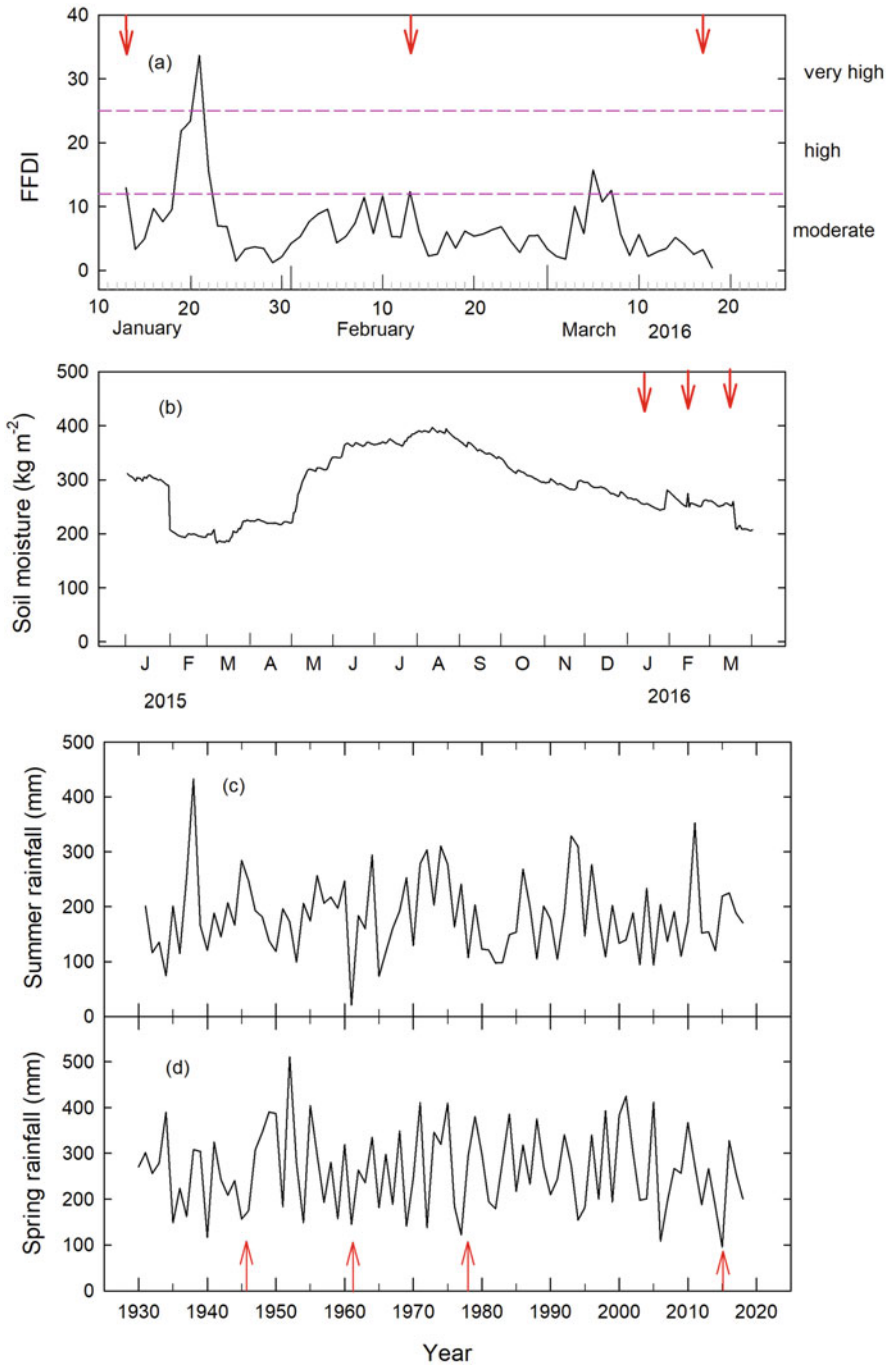 40
30
20
10
0
FFDI
(a)
very high
high
moderate
10 20 30 10 20 10 20
January February March 2016
500
400
300
200
100
0
Soil moisture (kg m⁻²)
(b)
J F M A M J J A S O N D J F M
2015 2016
500
400
300
200
100
0
Summer rainfall (mm)
(c)
500
400
300
200
100
0
Spring rainfall (mm)
(d)
1930 1940 1950 1960 1970 1980 1990 2000 2010 2020
Year